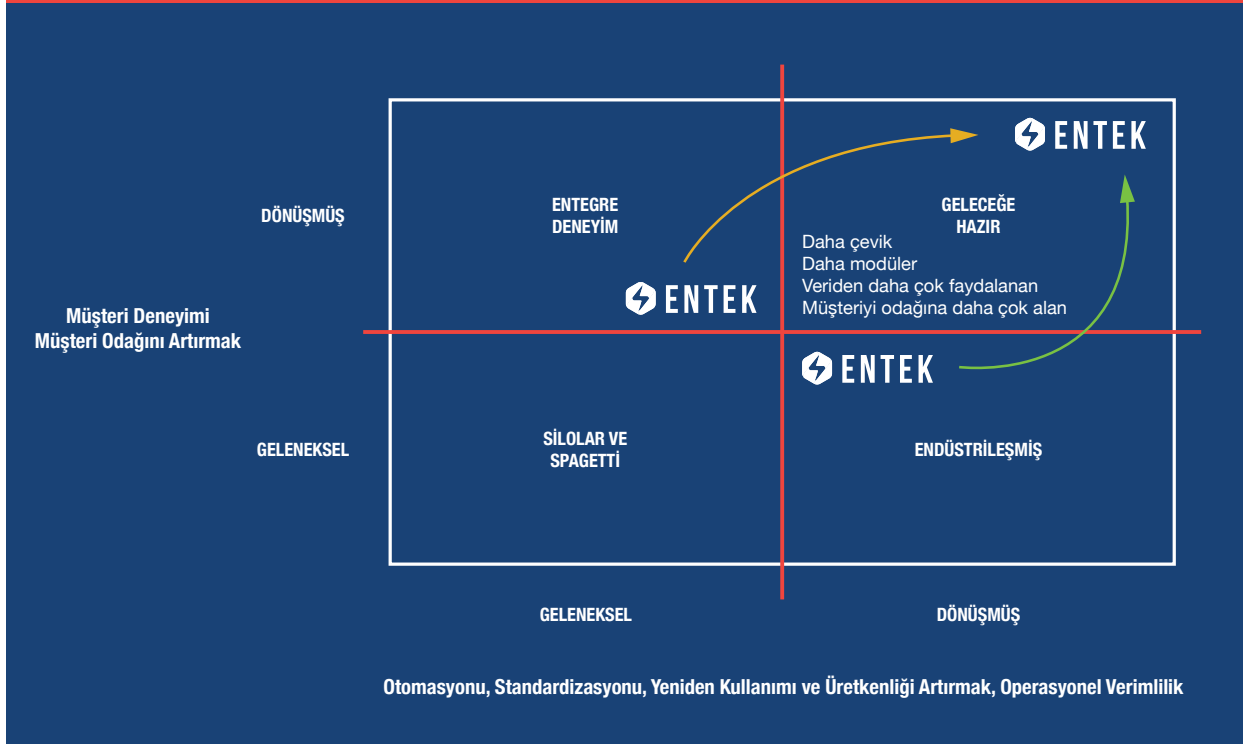 ENTEK
DÖNÜŞMÜŞ
ENTEGRE
DENEYİM
GELECEĞE
HAZIR
Daha çevik
Daha modüler
Veriden daha çok faydalanan
Müşteriyi odağına daha çok alan
ENTEK
Müşteri Deneyimi
Müşteri Odağını Artırmak
ENTEK
GELENEKSEL
SİLOLAR VE
SPAGETTİ
ENDÜSTRİLEŞMİŞ
GELENEKSEL
DÖNÜŞMÜŞ
Otomasyonu, Standardizasyonu, Yeniden Kullanımı ve Üretkenliği Artırmak, Operasyonel Verimlilik